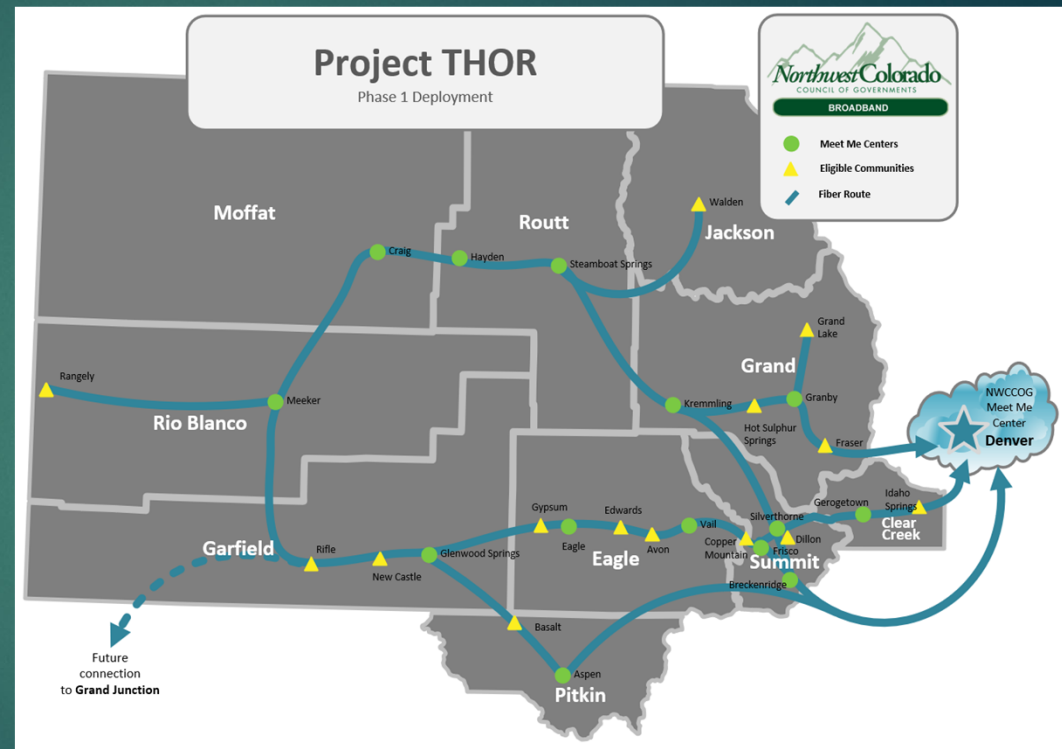 Project THOR
Phase 1 Deployment
NorthwestColorado
COUNCIL OF GOVERNMENTS
BROADBAND
Meet Me Centers
Eligible Communities
Fiber Route
Moffat
Routt
Walden
Jackson
Craig
Hayden
Steamboat Springs
Grand
Lake
Grand
Rangely
Meeker
Rio Blanco
Kremmling
Granby
Hot Sulphur
Springs
Fraser
NWCCOG
Meet Me
Center
Denver
Gypsum
Edwards
Eagle
Avon
Vail
Eagle
Silverthorne
Gerogetown
Idaho
Springs
Clear
Creek
Copper
Mountain
Dillon
Frisco
Summit
Breckenridge
Garfield
Rifle
New Castle
Glenwood Springs
Basalt
Aspen
Pitkin
Future
connection
to Grand Junction